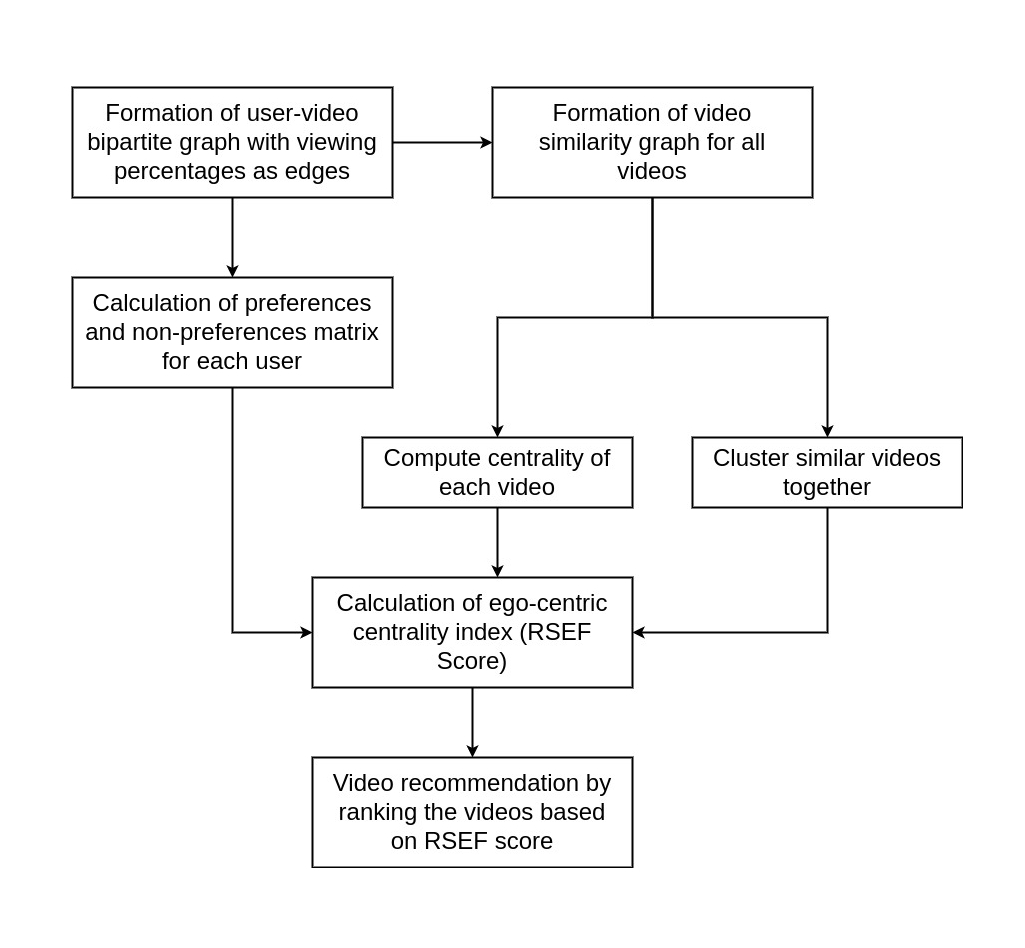 Formation of user-video
bipartite graph with viewing
percentages as edges
Formation of video
similarity graph for all
videos
Calculation of preferences
and non-preferences matrix
for each user
Compute centrality of
each video
Cluster similar videos
together
Calculation of ego-centric
centrality index (RSEF
Score)
Video recommendation by
ranking the videos based
on RSEF score